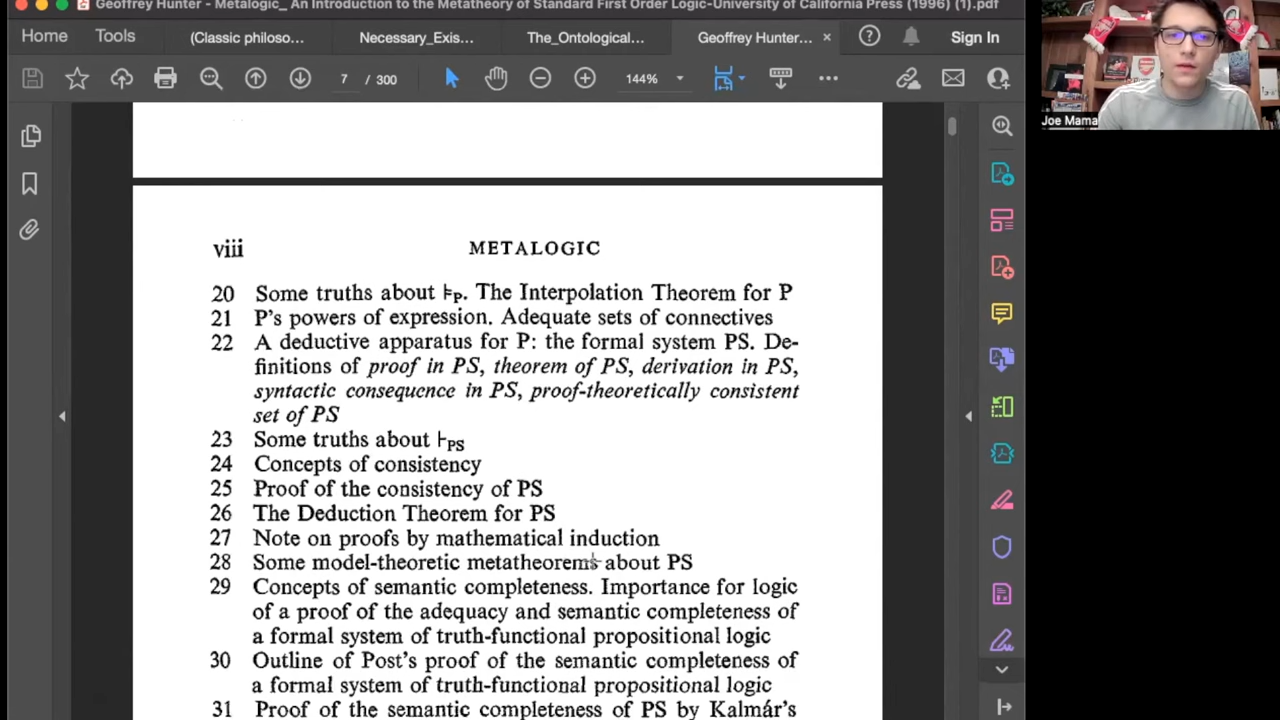 Geoffrey Hunter - Metalogic_ An Introduction to the Metatheory of Standard First Order Logic-University of California Press (1996) (1).pdf
Home Tools (Classic philoso... Necessary_Exis... The_Ontological... Geoffrey Hunter... × Sign In
7 / 300 144%
Joe Mama
viii METALOGIC
20 Some truths about ⊨P. The Interpolation Theorem for P
21 P's powers of expression. Adequate sets of connectives
22 A deductive apparatus for P: the formal system PS. De-
finitions of proof in PS, theorem of PS, derivation in PS,
syntactic consequence in PS, proof-theoretically consistent
set of PS
23 Some truths about ⊢PS
24 Concepts of consistency
25 Proof of the consistency of PS
26 The Deduction Theorem for PS
27 Note on proofs by mathematical induction
28 Some model-theoretic metatheorems about PS
29 Concepts of semantic completeness. Importance for logic
of a proof of the adequacy and semantic completeness of
a formal system of truth-functional propositional logic
30 Outline of Post's proof of the semantic completeness of
a formal system of truth-functional propositional logic
31 Proof of the semantic completeness of PS by Kalmár's